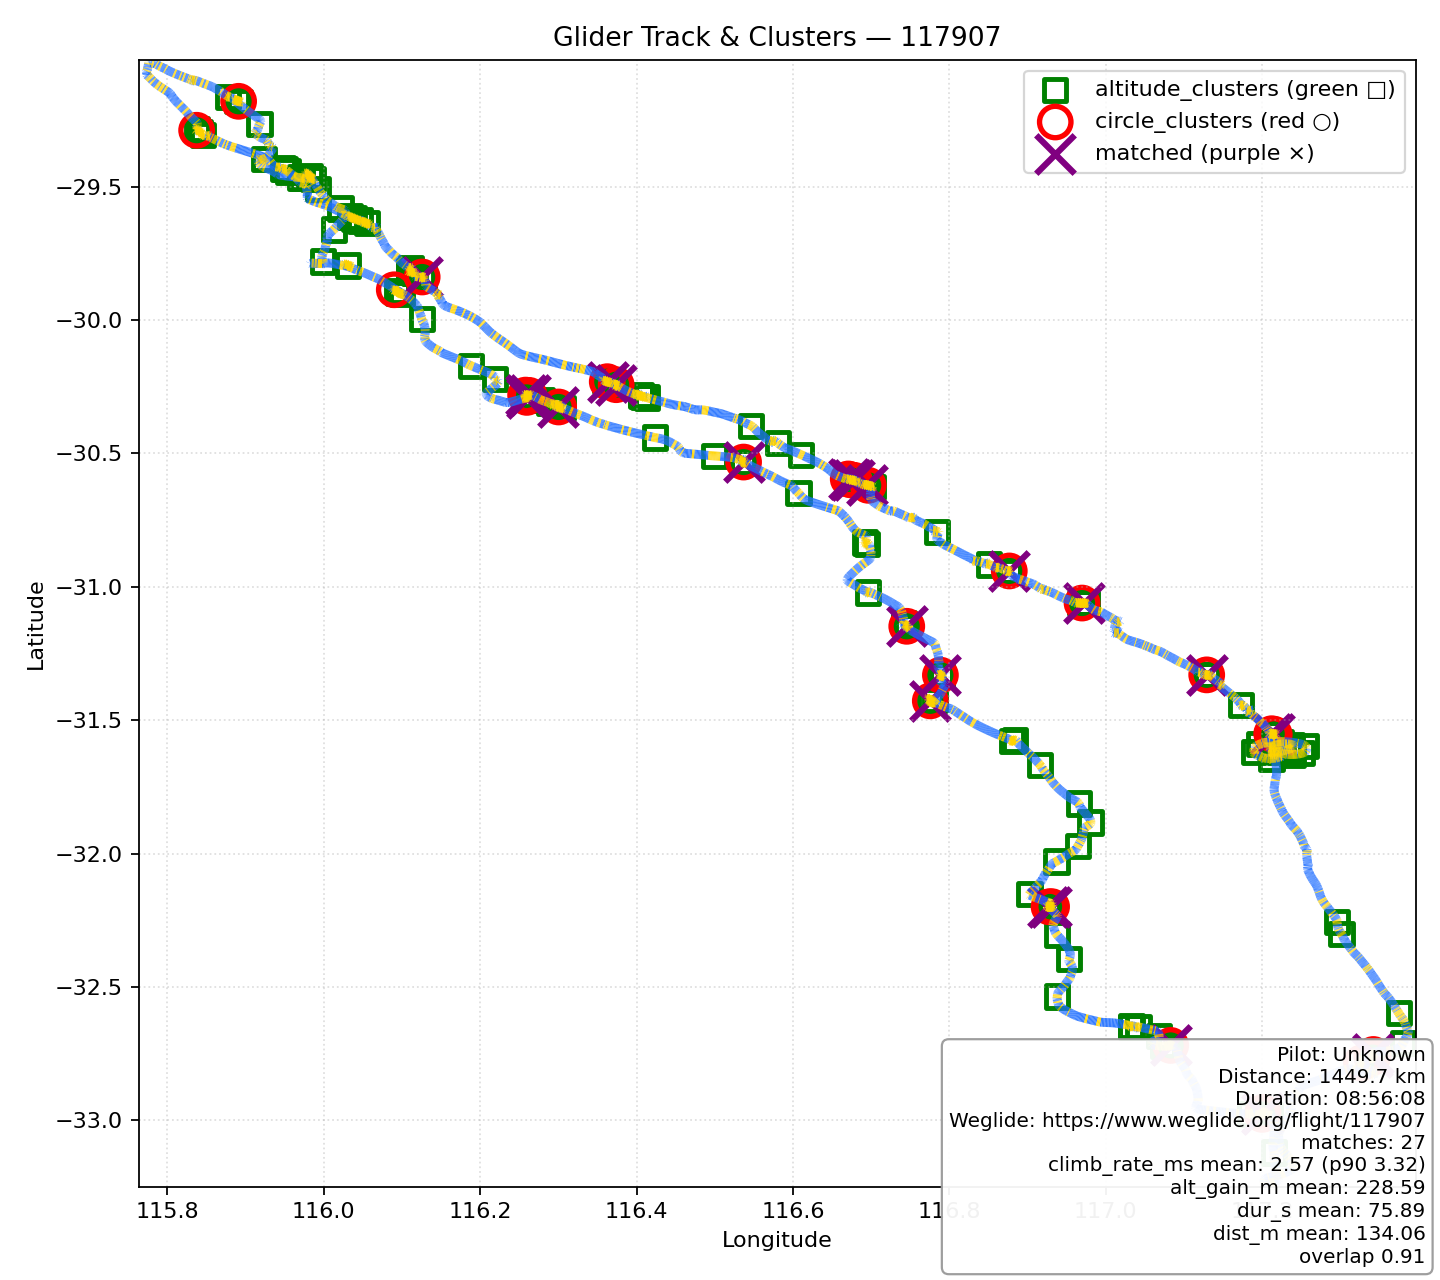 Glider Track & Clusters — 117907
altitude_clusters (green □)
circle_clusters (red ○)
matched (purple ×)
Latitude
−29.5
−30.0
−30.5
−31.0
−31.5
−32.0
−32.5
−33.0
115.8
116.0
116.2
116.4
116.6
116.8
117.0
Longitude
Pilot: Unknown
Distance: 1449.7 km
Duration: 08:56:08
Weglide: https://www.weglide.org/flight/117907
matches: 27
climb_rate_ms mean: 2.57 (p90 3.32)
alt_gain_m mean: 228.59
dur_s mean: 75.89
dist_m mean: 134.06
overlap 0.91